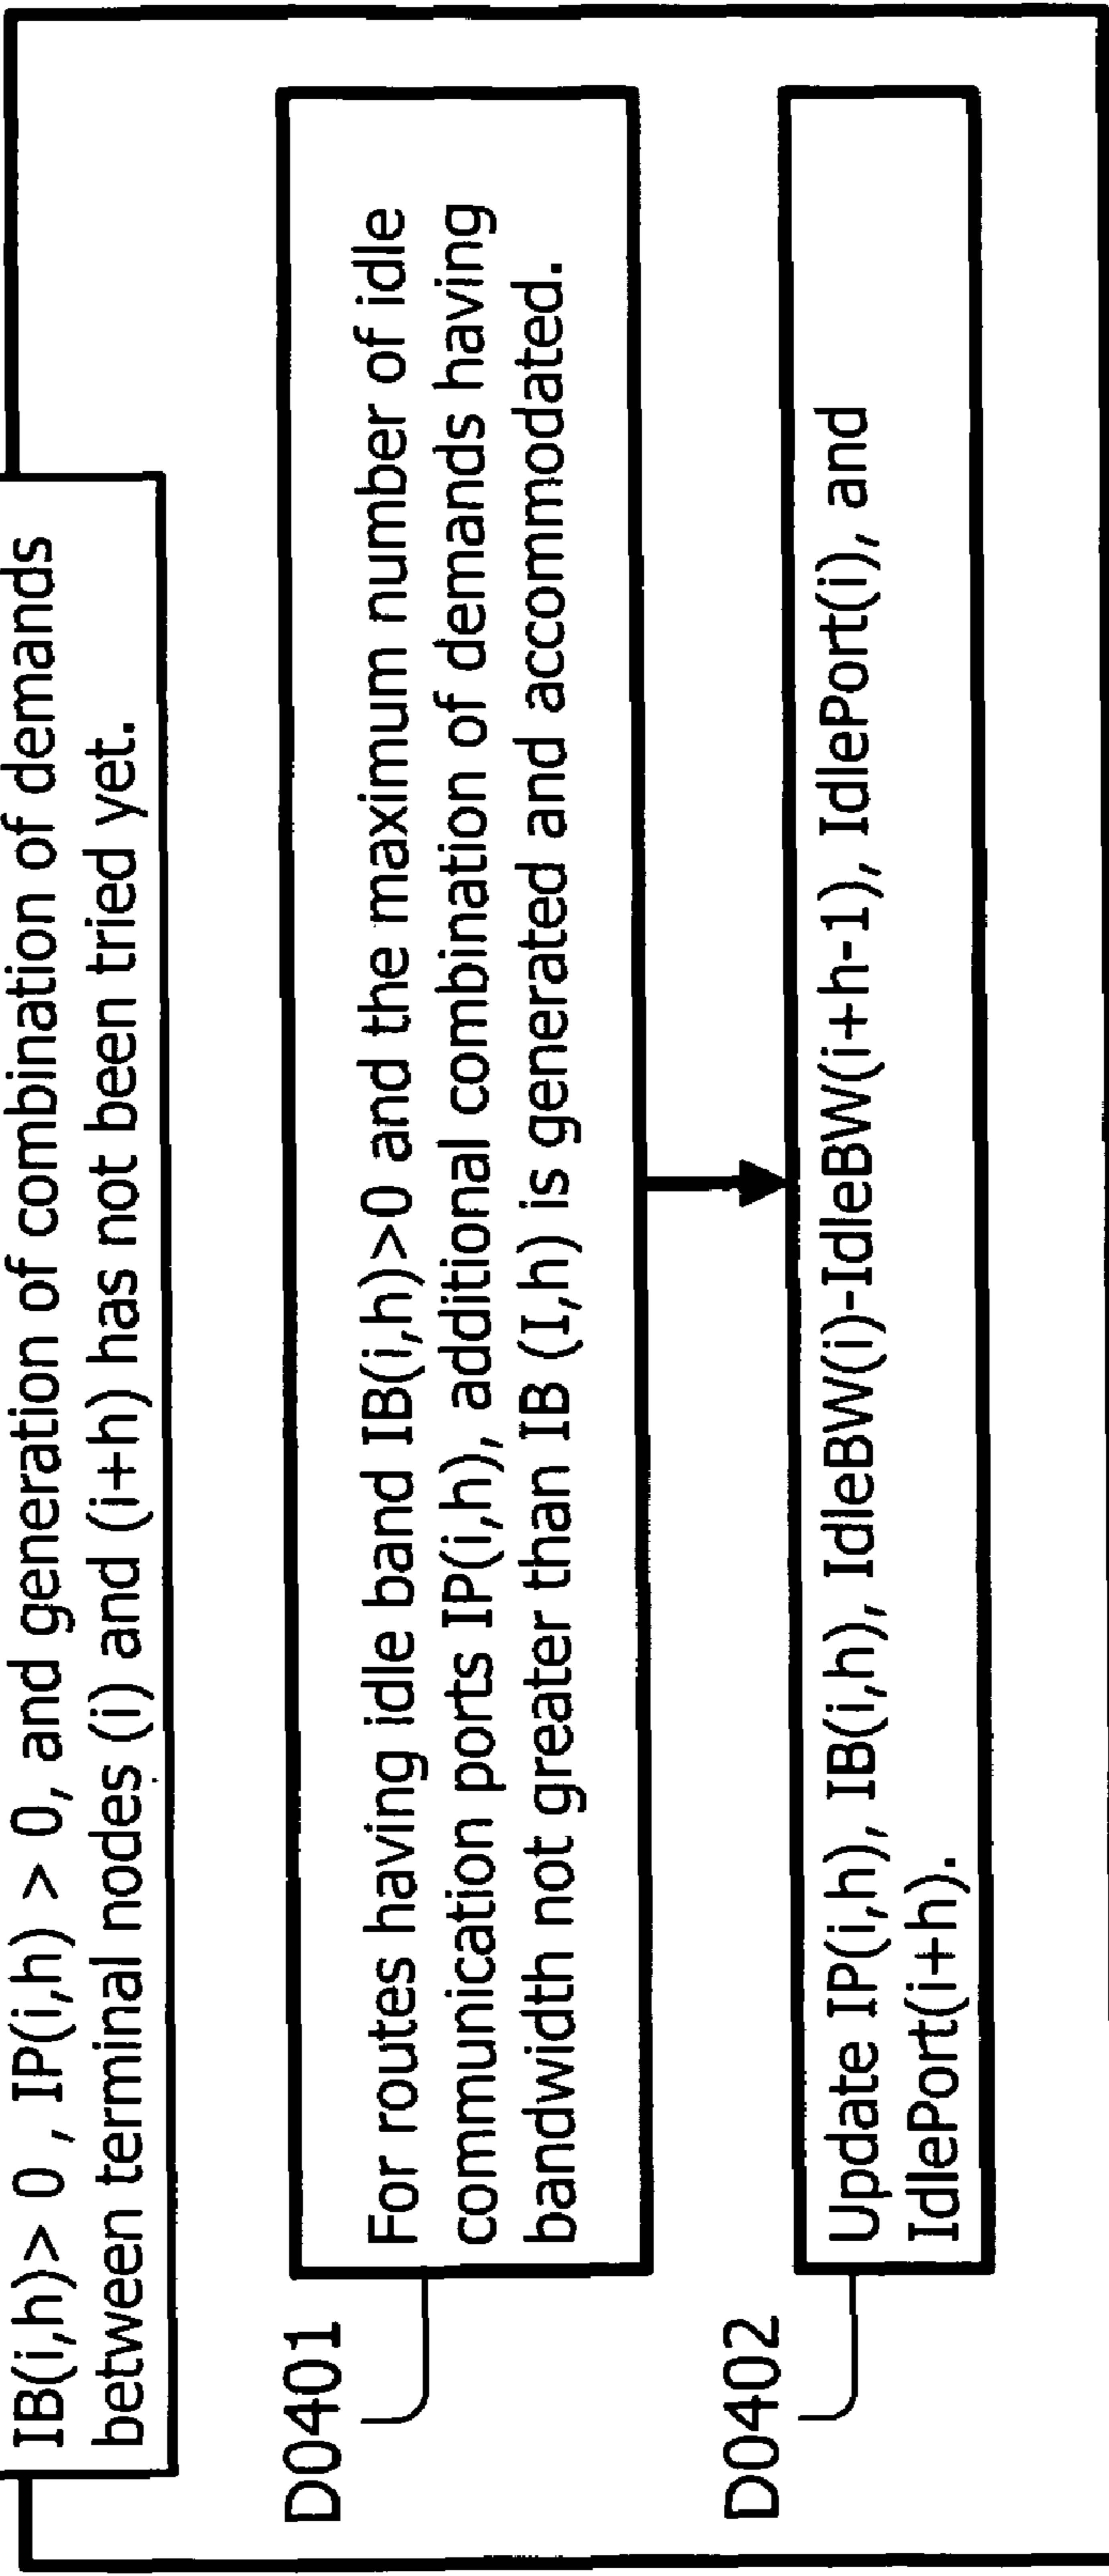 IB(i,h)> 0 , IP(i,h) > 0, and generation of combination of demands
between terminal nodes (i) and (i+h) has not been tried yet.
D0401
For routes having idle band IB(i,h)>0 and the maximum number of idle
communication ports IP(i,h), additional combination of demands having
bandwidth not greater than IB (I,h) is generated and accommodated.
D0402
Update IP(i,h), IB(i,h), IdleBW(i)-IdleBW(i+h-1), IdlePort(i), and
IdlePort(i+h).